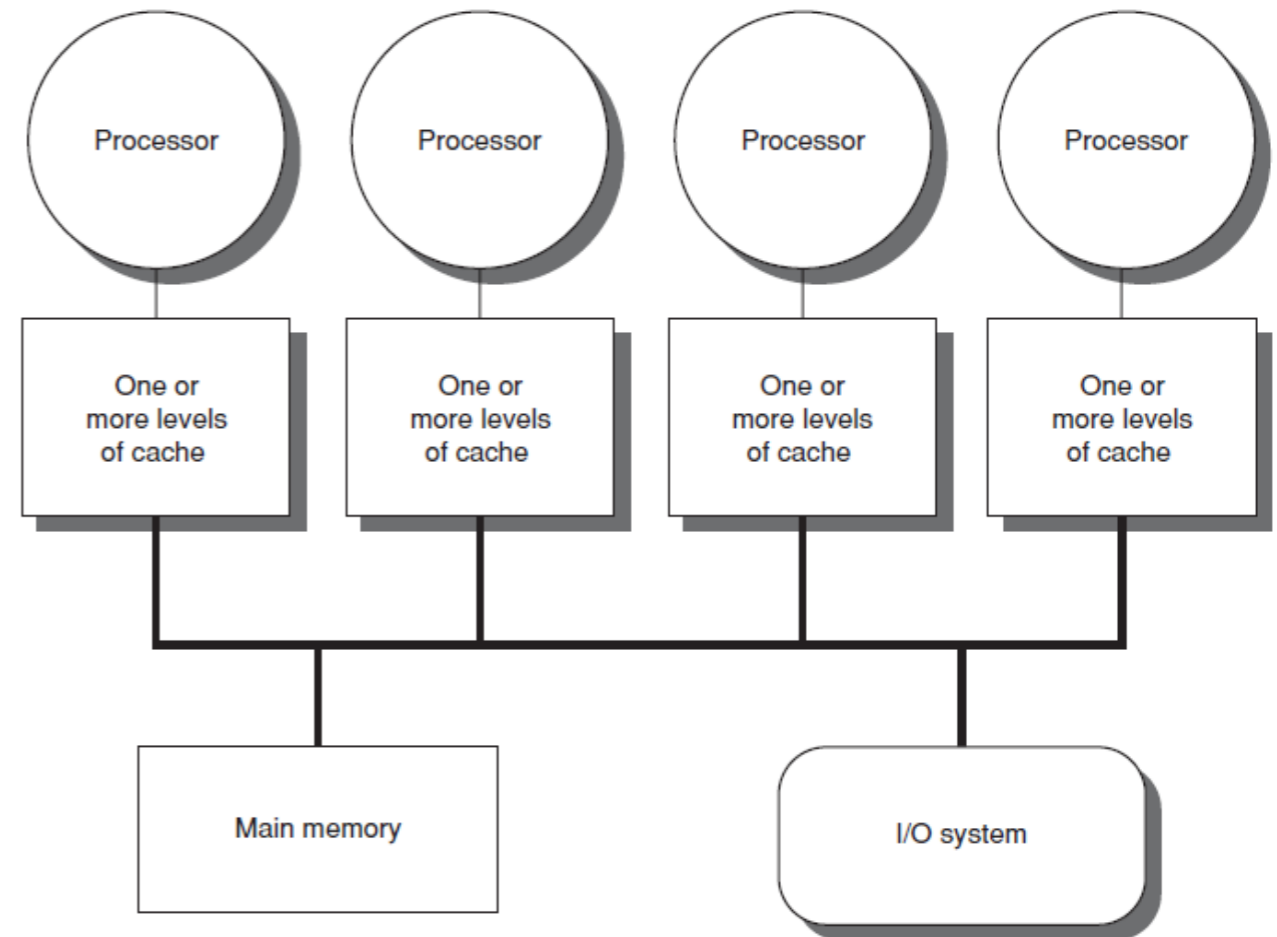 Processor
Processor
Processor
Processor
One or
more levels
of cache
One or
more levels
of cache
One or
more levels
of cache
One or
more levels
of cache
Main memory
I/O system